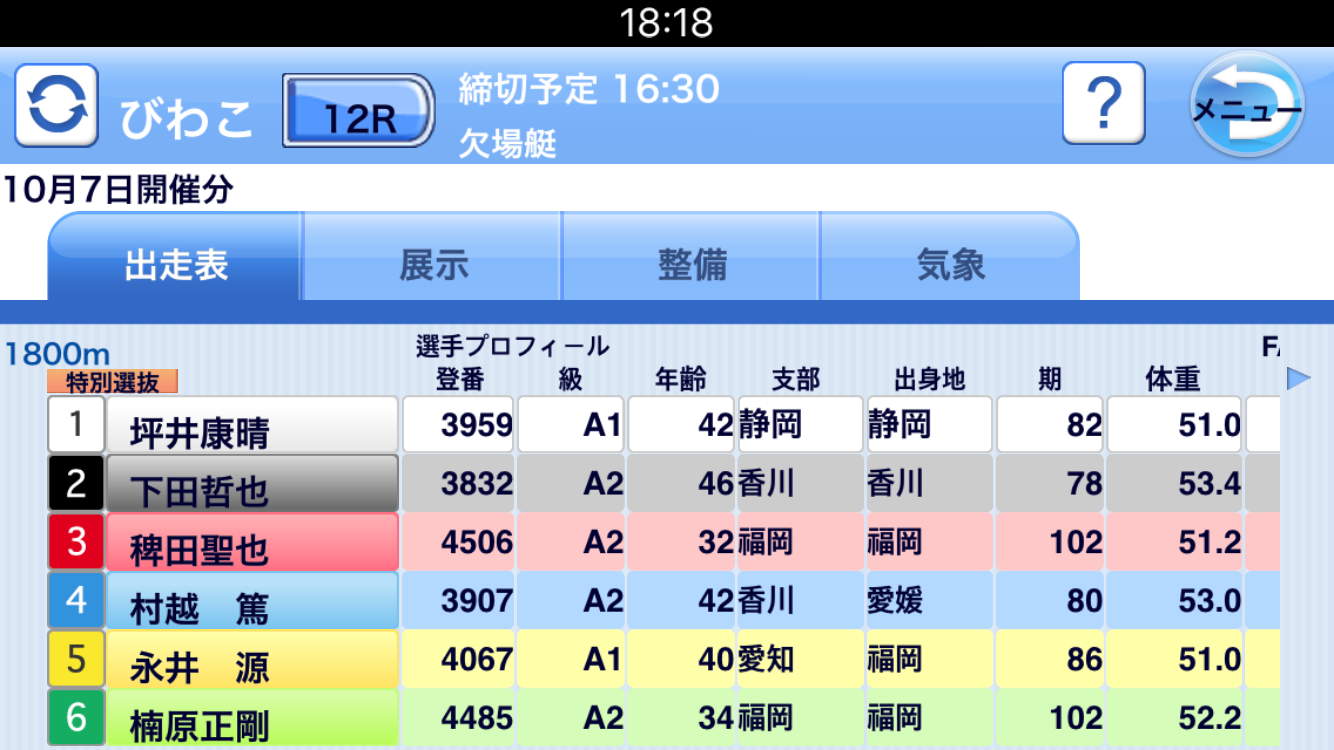 18:18
びわこ 12R 締切予定 16:30
欠場艇
? メニュー
10月7日開催分
出走表 展示 整備 気象
1800m 選手プロフィール
特別選抜 登番 級 年齢 支部 出身地 期 体重
1 坪井康晴 3959 A1 42 静岡 静岡 82 51.0
2 下田哲也 3832 A2 46 香川 香川 78 53.4
3 稗田聖也 4506 A2 32 福岡 福岡 102 51.2
4 村越 篤 3907 A2 42 香川 愛媛 80 53.0
5 永井 源 4067 A1 40 愛知 福岡 86 51.0
6 楠原正剛 4485 A2 34 福岡 福岡 102 52.2